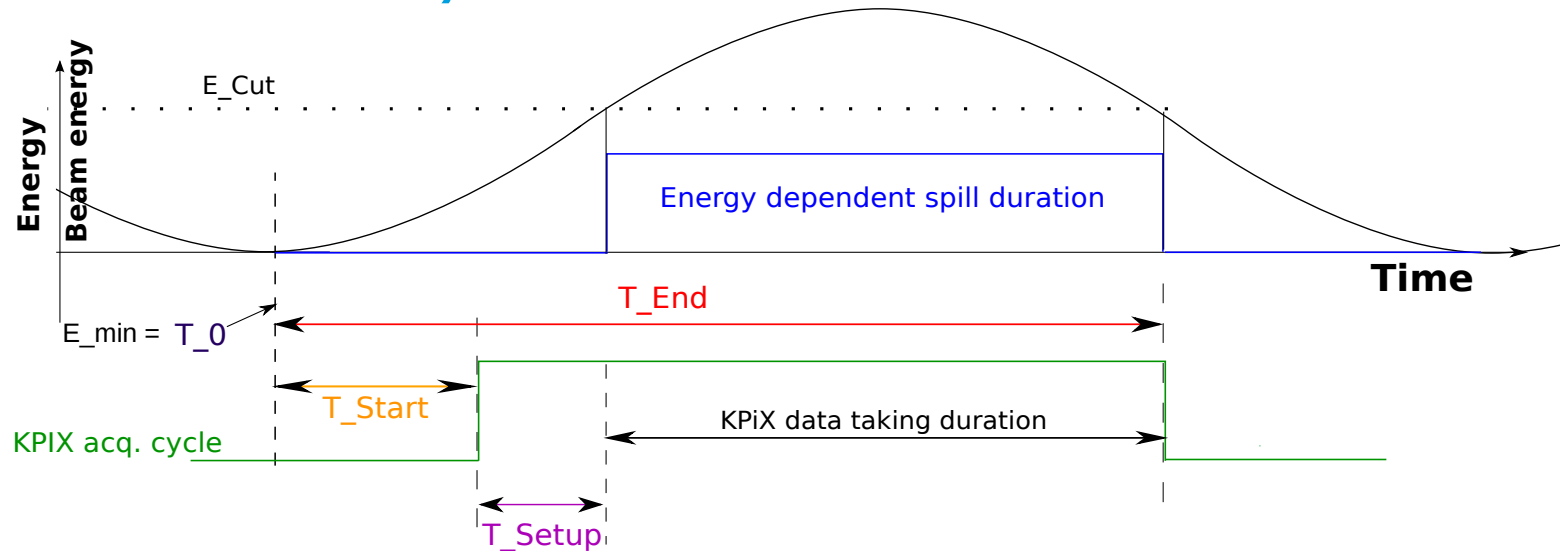 E_Cut
Energy
Beam energy
Energy dependent spill duration
Time
T_End
E_min = T_0
T_Start
KPiX data taking duration
KPIX acq. cycle
T_Setup